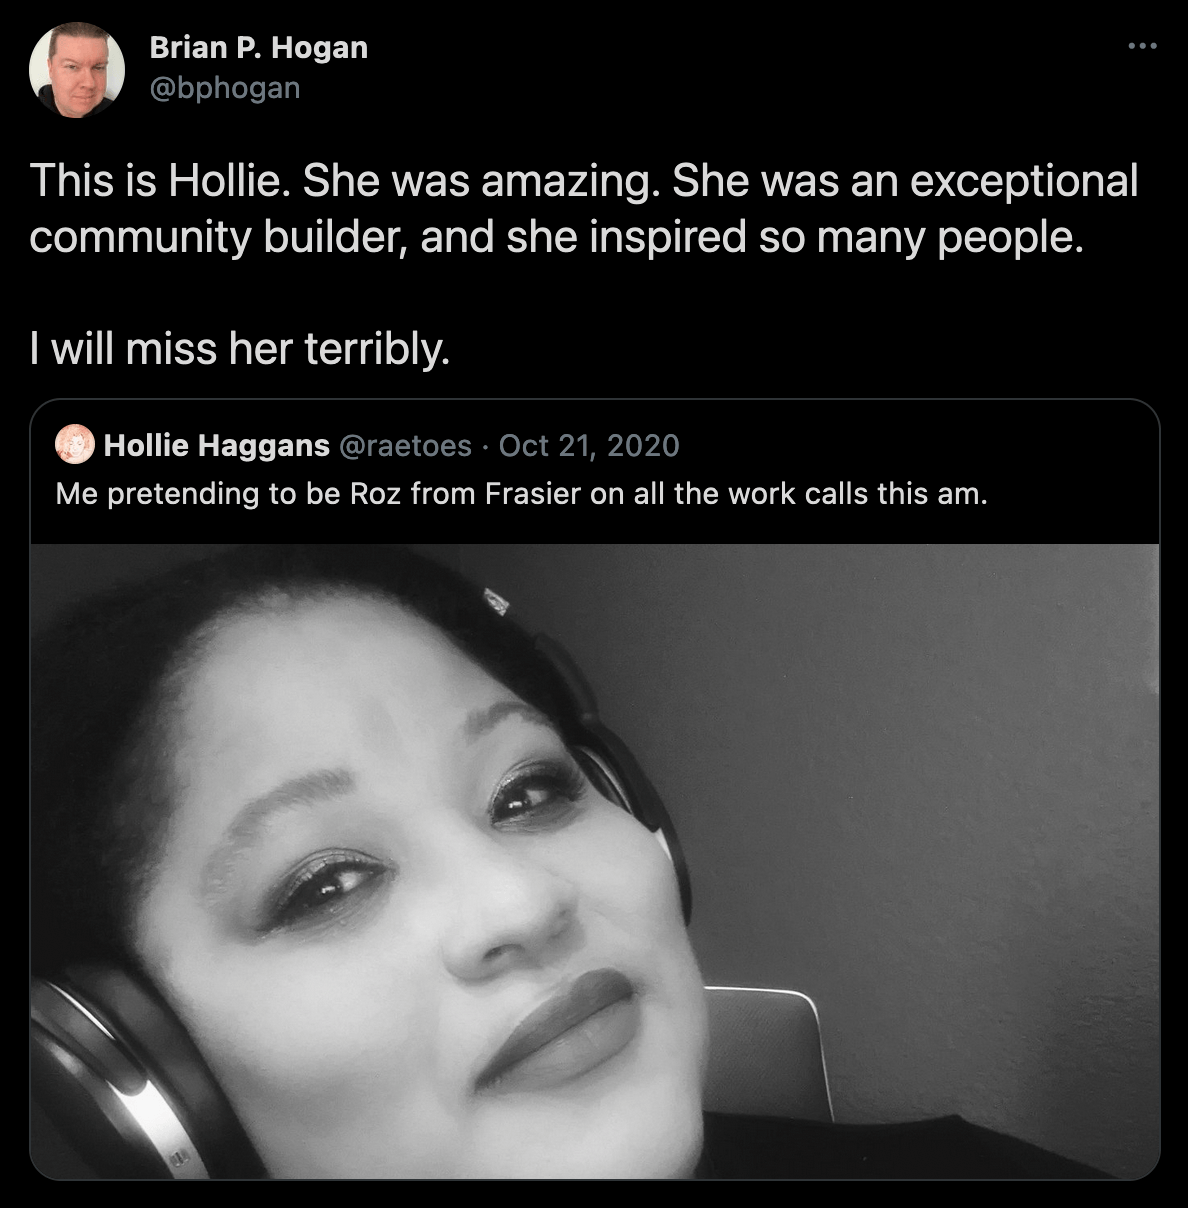 Brian P. Hogan
@bphogan
This is Hollie. She was amazing. She was an exceptional
community builder, and she inspired so many people.
I will miss her terribly.
Hollie Haggans @raetoes · Oct 21, 2020
Me pretending to be Roz from Frasier on all the work calls this am.